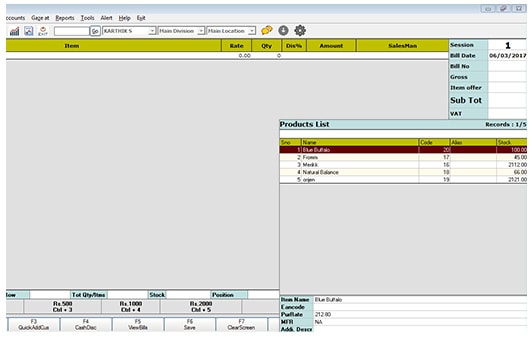 ccounts Gage at Reports Tools Alert Help Exit
EXIT Go KARTHIK S Main Division Main Location
Item Rate Qty Dis% Amount SalesMan
0.00 0
Session 1
Bill Date 06/03/2017
Bill No
Gross
Item offer
Sub Tot
VAT
Products List Records : 1/5
Sno Name Code Alias Stock
1 Blue Buffalo 20 100.00
2 Fromm 17 45.00
3 Meikk 16 2112.00
4 Natural Balance 18 66.00
5 orijen 19 2121.00
Row Tot Qty/Itms Stock Position
Rs.500 Rs.1000 Rs.2000
Ctrl + 3 Ctrl + 4 Ctrl + 5
F3 F4 F5 F6 F7
QuickAddCus CashDisc ViewBills Save ClearScreen
Item Name Blue Buffalo
Eancode
PurRate 212.80
MFR NA
Addi. Descr